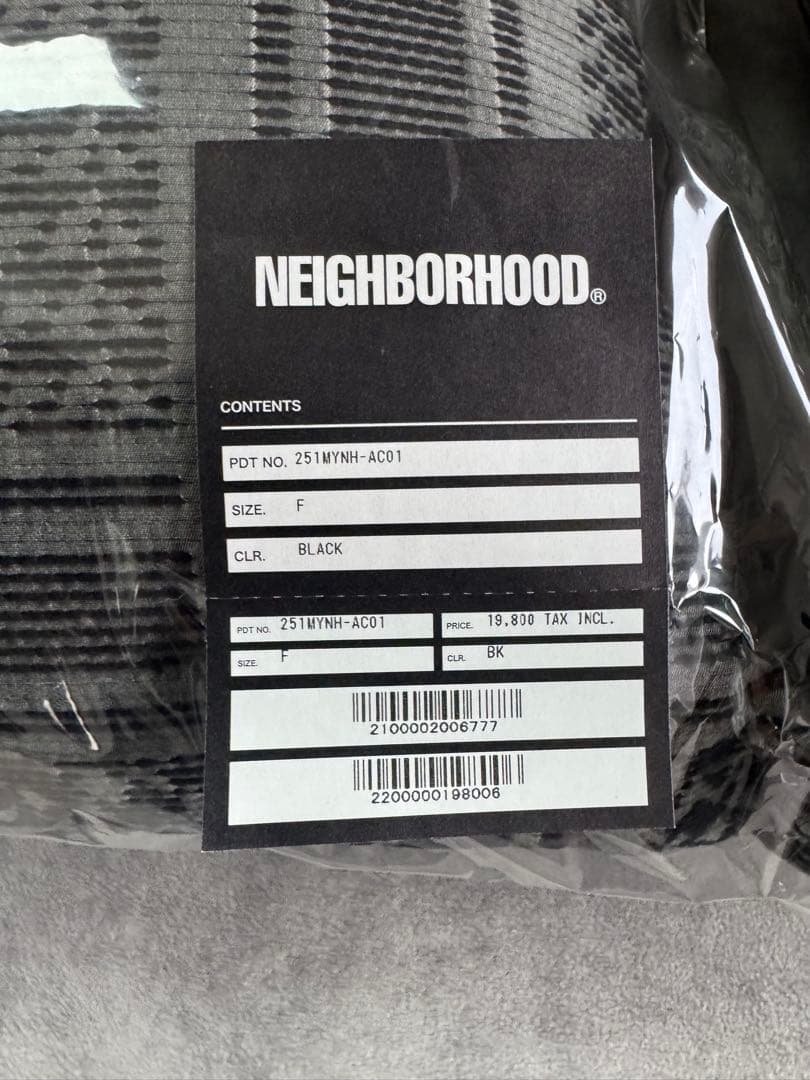 NEIGHBORHOOD®
CONTENTS
PDT NO. 251MYNH-AC01
SIZE. F
CLR. BLACK
PDT NO. 251MYNH-AC01 PRICE. 19,800 TAX INCL.
SIZE. F CLR. BK
2100002006777
2200000198006